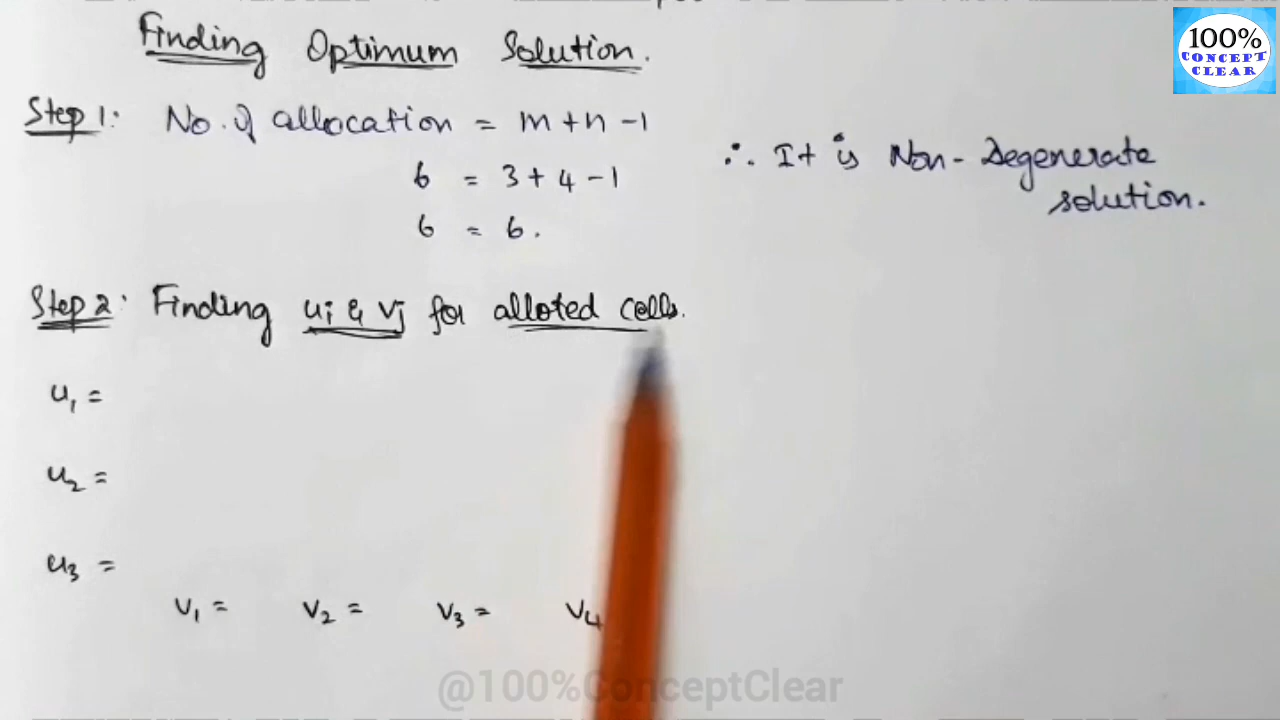 Finding Optimum Solution.
100%
CONCEPT
CLEAR
Step 1: No. of allocation = m + n - 1
6 = 3 + 4 - 1
6 = 6.
∴ It is Non-Degenerate
solution.
Step 2: Finding ui & vj for alloted cells.
u1 =
u2 =
u3 =
v1 = v2 = v3 = v4
@100%ConceptClear